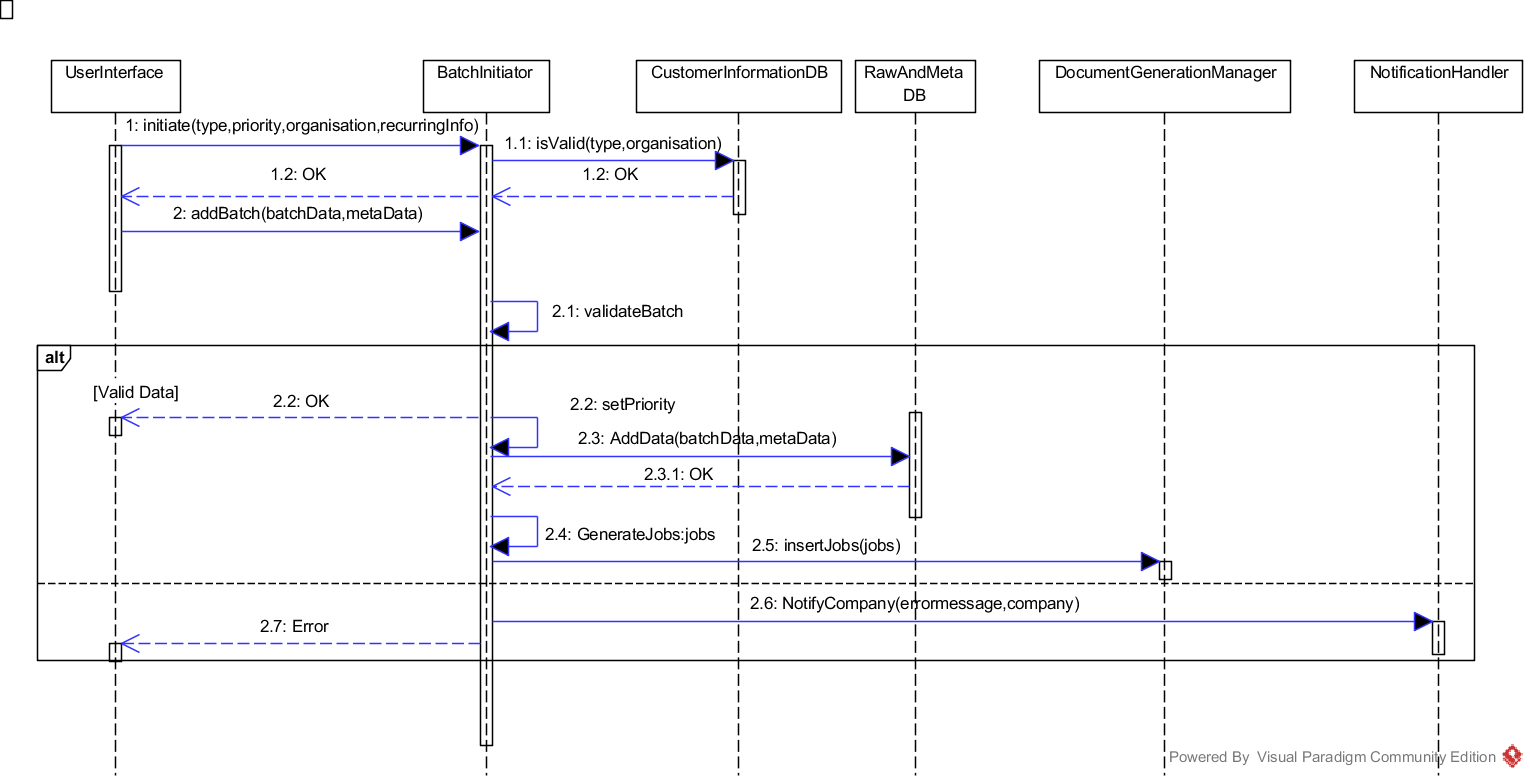 UserInterface
BatchInitiator
CustomerInformationDB
RawAndMeta
DB
DocumentGenerationManager
NotificationHandler
1: initiate(type,priority,organisation,recurringInfo)
1.1: isValid(type,organisation)
1.2: OK
1.2: OK
2: addBatch(batchData,metaData)
2.1: validateBatch
alt
[Valid Data]
2.2: OK
2.2: setPriority
2.3: AddData(batchData,metaData)
2.3.1: OK
2.4: GenerateJobs:jobs
2.5: insertJobs(jobs)
2.6: NotifyCompany(errormessage,company)
2.7: Error
Powered By Visual Paradigm Community Edition